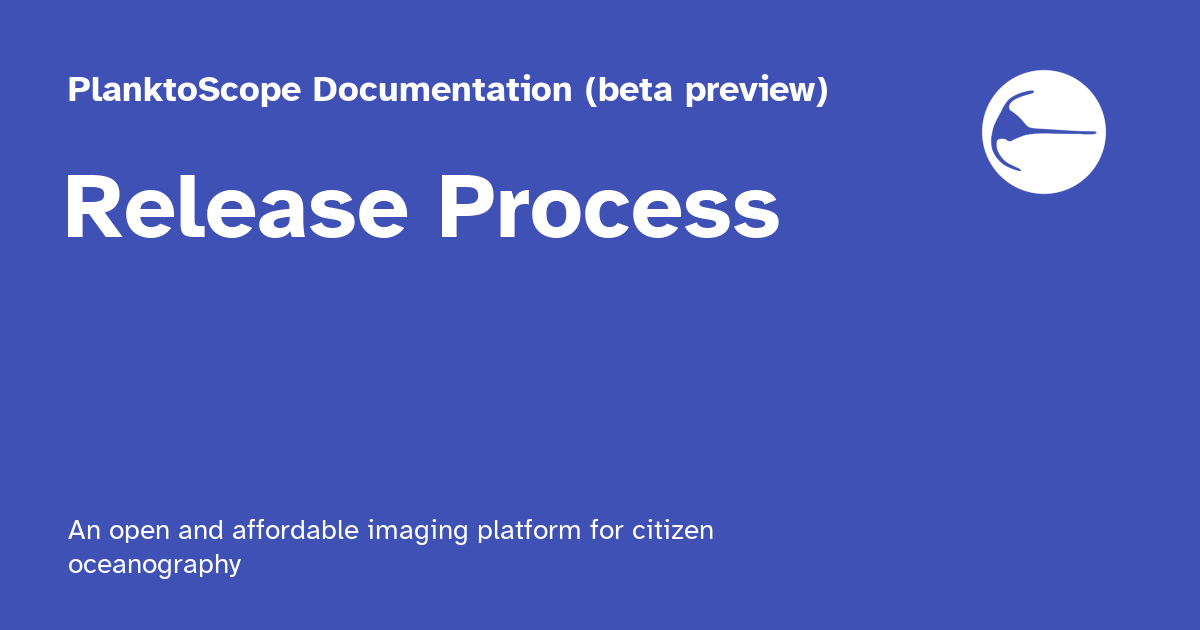 PlanktoScope Documentation (beta preview)
Release Process
An open and affordable imaging platform for citizen
oceanography